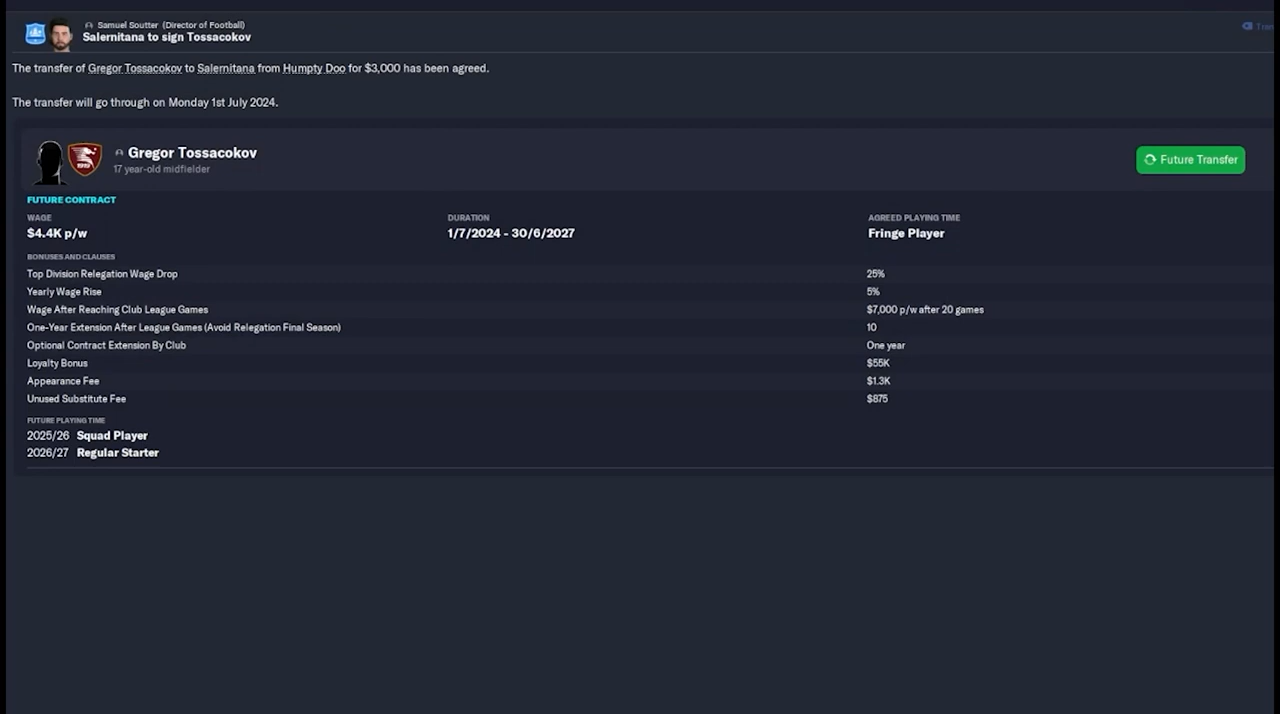 Samuel Soutter (Director of Football)
Salernitana to sign Tossacokov
The transfer of Gregor Tossacokov to Salernitana from Humpty Doo for $3,000 has been agreed.
The transfer will go through on Monday 1st July 2024.
1919
Gregor Tossacokov
17 year-old midfielder
Future Transfer
FUTURE CONTRACT
WAGE DURATION AGREED PLAYING TIME
$4.4K p/w 1/7/2024 - 30/6/2027 Fringe Player
BONUSES AND CLAUSES
Top Division Relegation Wage Drop 25%
Yearly Wage Rise 5%
Wage After Reaching Club League Games $7,000 p/w after 20 games
One-Year Extension After League Games (Avoid Relegation Final Season) 10
Optional Contract Extension By Club One year
Loyalty Bonus $55K
Appearance Fee $1.3K
Unused Substitute Fee $875
FUTURE PLAYING TIME
2025/26 Squad Player
2026/27 Regular Starter